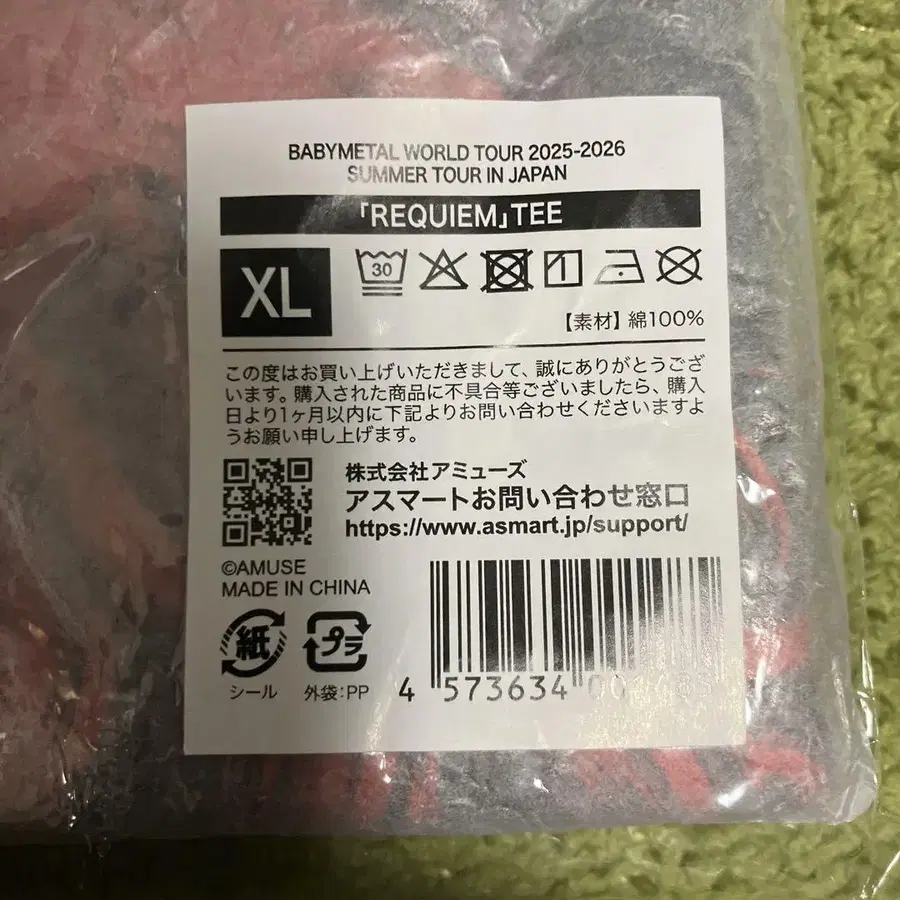 BABYMETAL WORLD TOUR 2025-2026
SUMMER TOUR IN JAPAN
「REQUIEM」TEE
XL
30
【素材】綿100%
この度はお買い上げいただきまして、誠にありがとうござ
います。購入された商品に不具合等ございましたら、購入
日より1ヶ月以内に下記よりお問い合わせくださいますよ
うお願い申し上げます。
株式会社アミューズ
アスマートお問い合わせ窓口
https://www.asmart.jp/support/
©AMUSE
MADE IN CHINA
紙
プラ
シール
外袋:PP
4 573634